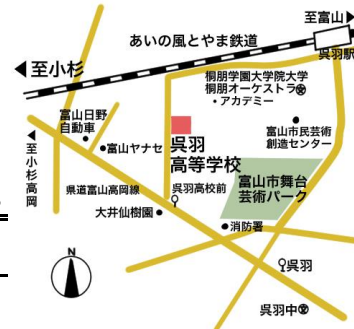 至富山
あいの風とやま鉄道
呉羽駅
至小杉
桐朋学園大学院大学
桐朋オーケストラ
・アカデミー
富山日野
自動車
富山ヤナセ
呉羽
高等学校
富山市民芸術
創造センター
至小杉高岡
県道富山高岡線
呉羽高校前
富山市舞台
芸術パーク
大井仙樹園
消防署
N
呉羽
呉羽中